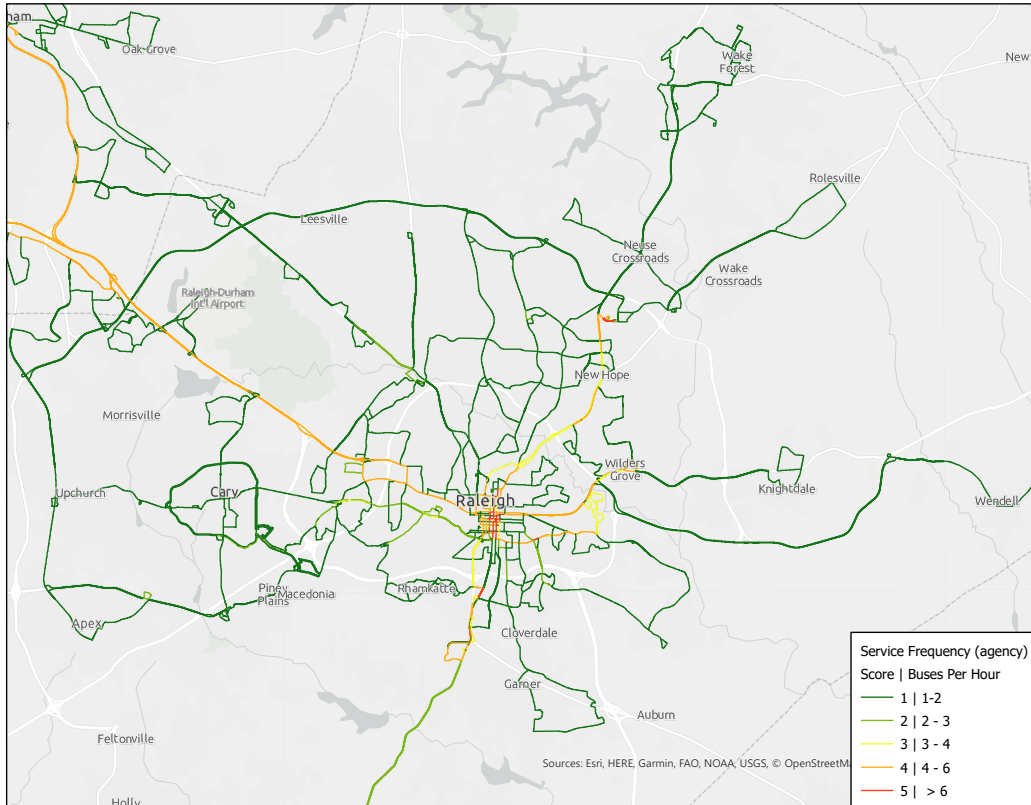 ham
Oak Grove
Wake
Forest
New
Rolesville
Leesville
Neuse
Crossroads
Wake
Crossroads
Raleigh-Durham
Int'l Airport
New Hope
Morrisville
Wilders
Grove
Upchurch
Cary
Raleigh
Knightdale
Wendell
Piney
Plains
Macedonia
Rhamkatte
Apex
Cloverdale
Garner
Auburn
Feltonville
Holly
Sources: Esri, HERE, Garmin, FAO, NOAA, USGS, © OpenStreetMa
Service Frequency (agency)
Score | Buses Per Hour
1 | 1-2
2 | 2 - 3
3 | 3 - 4
4 | 4 - 6
5 | > 6